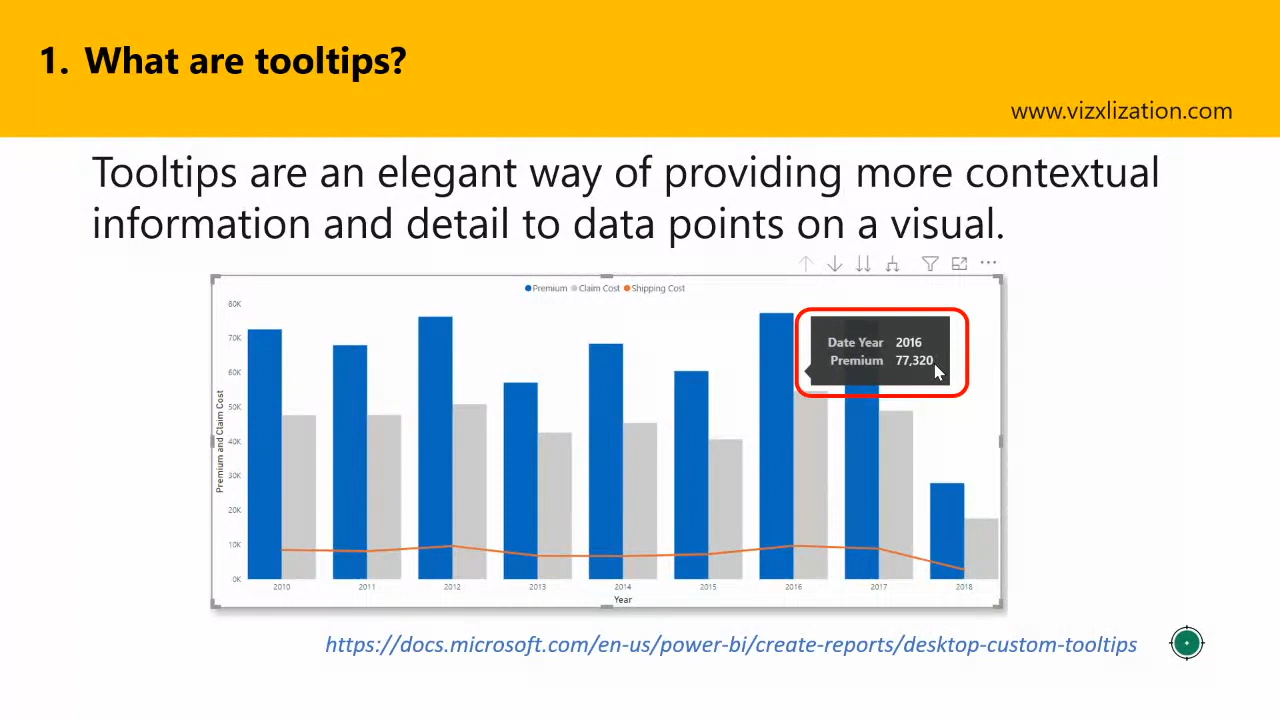 1. What are tooltips?
www.vizxlization.com
Tooltips are an elegant way of providing more contextual
information and detail to data points on a visual.
Premium Claim Cost Shipping Cost
80K
70K
60K
50K
40K
30K
20K
10K
0K
Premium and Claim Cost
Date Year 2016
Premium 77,320
2010 2011 2012 2013 2014 2015 2016 2017 2018
Year
https://docs.microsoft.com/en-us/power-bi/create-reports/desktop-custom-tooltips